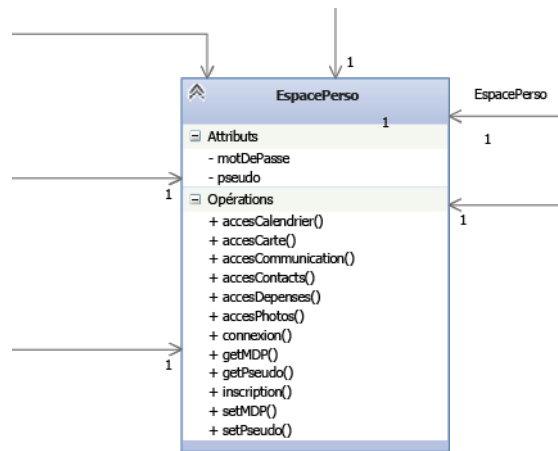 1
EspacePerso
EspacePerso
1
1
Attributs
- motDePasse
- pseudo
1
Opérations
1
+ accesCalendrier()
+ accesCarte()
+ accesCommunication()
+ accesContacts()
+ accesDepenses()
+ accesPhotos()
+ connexion()
+ getMDP()
1
+ getPseudo()
+ inscription()
+ setMDP()
+ setPseudo()